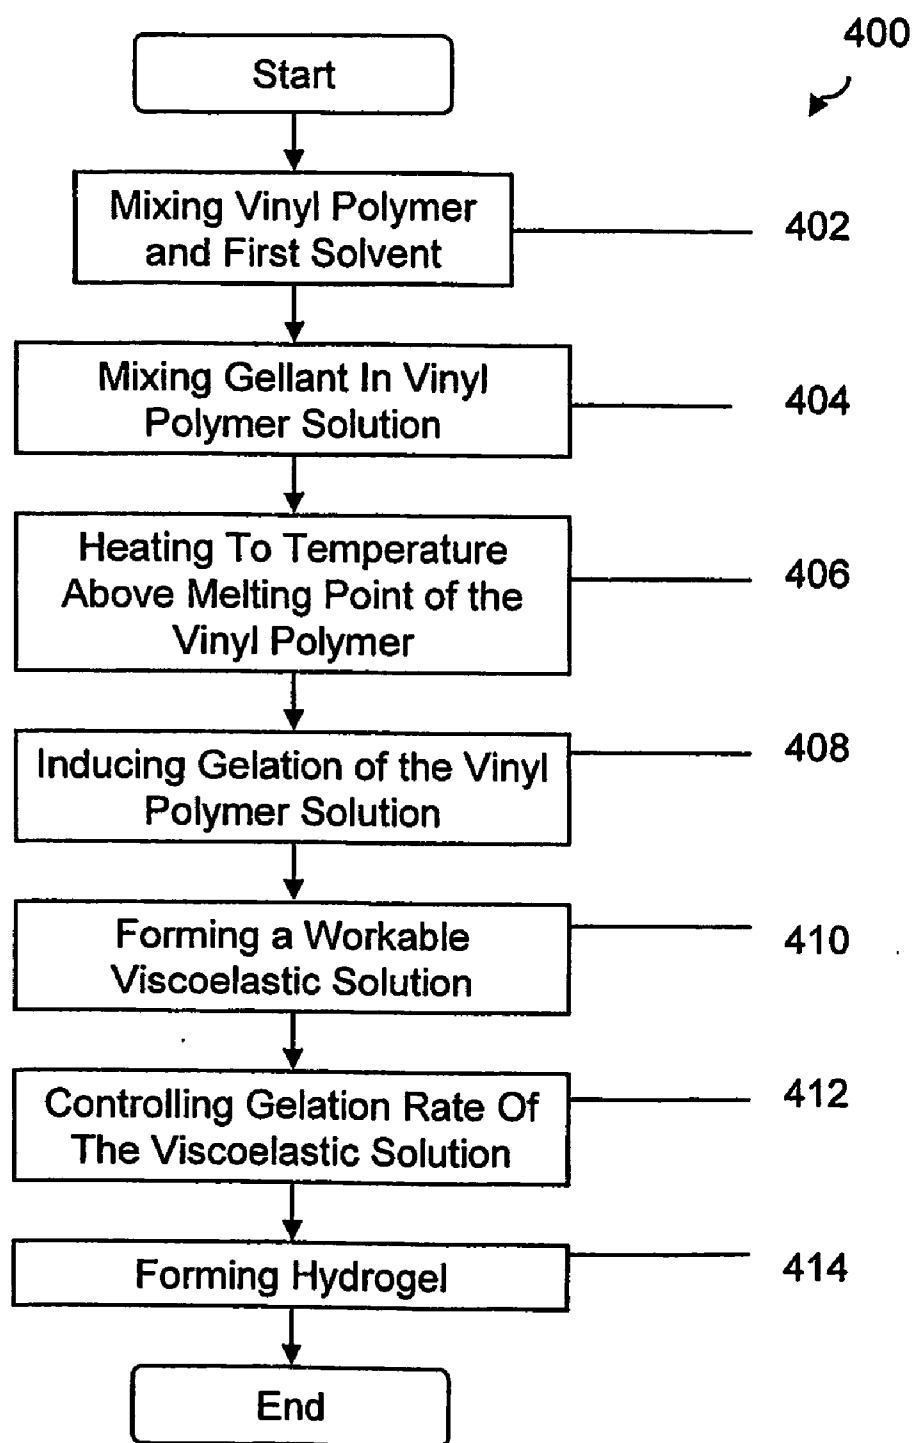 400
Start
Mixing Vinyl Polymer
and First Solvent
402
Mixing Gellant In Vinyl
Polymer Solution
404
Heating To Temperature
Above Melting Point of the
Vinyl Polymer
406
Inducing Gelation of the Vinyl
Polymer Solution
408
Forming a Workable
Viscoelastic Solution
410
Controlling Gelation Rate Of
The Viscoelastic Solution
412
Forming Hydrogel
414
End